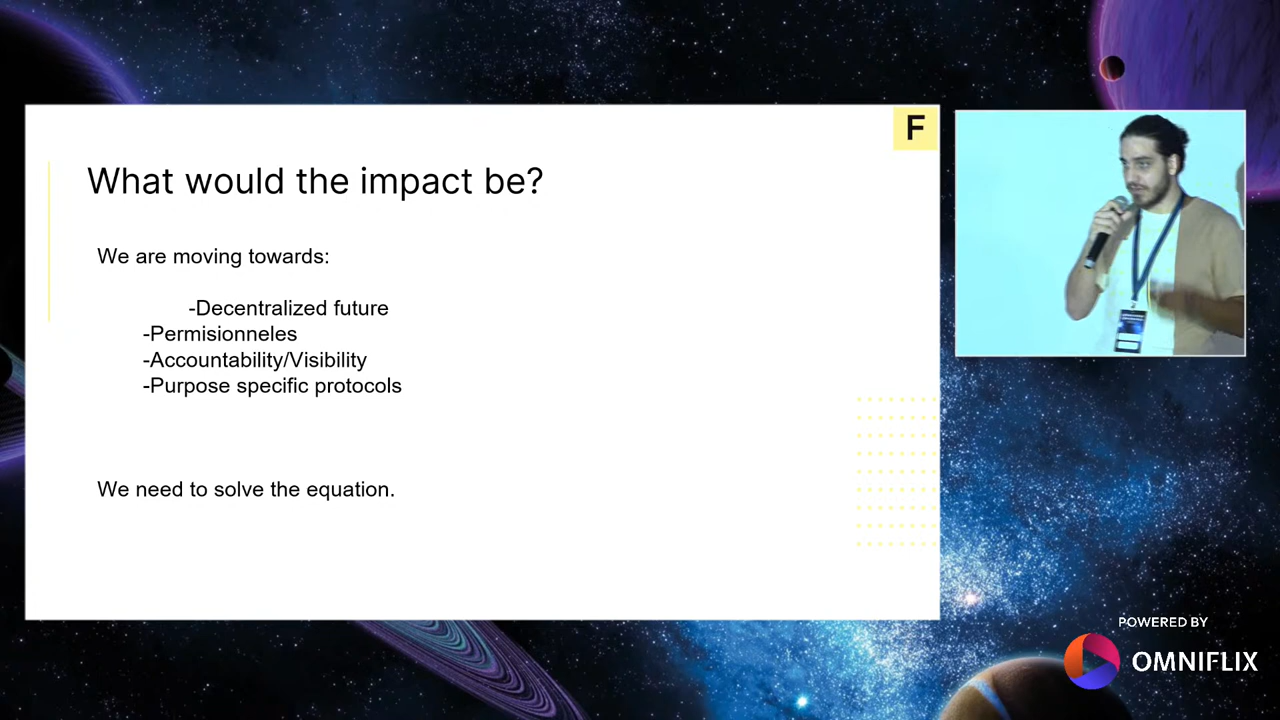 F
What would the impact be?
We are moving towards:
-Decentralized future
-Permisionneles
-Accountability/Visibility
-Purpose specific protocols
We need to solve the equation.
POWERED BY
OMNIFLIX